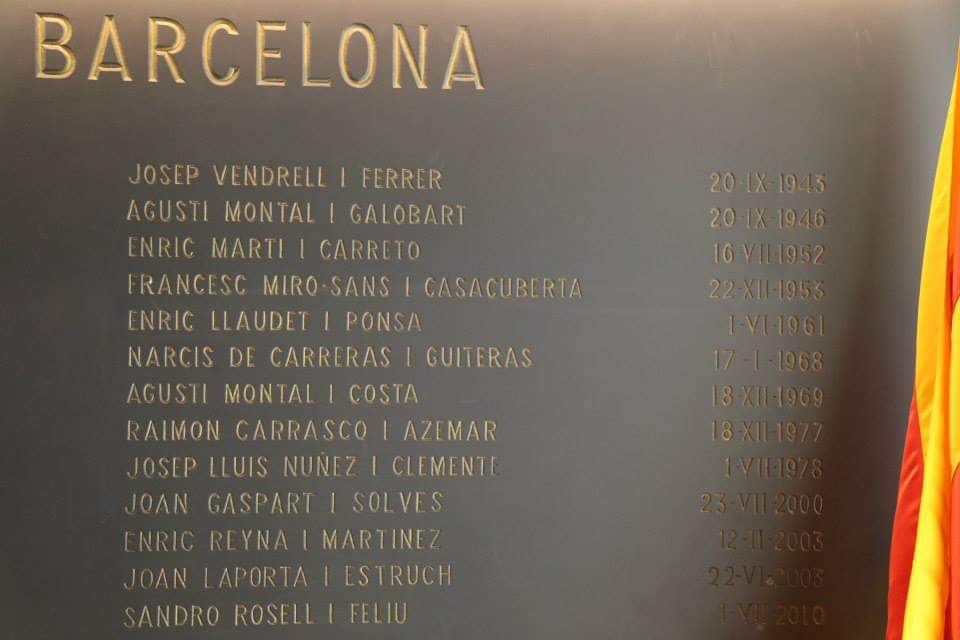 BARCELONA
JOSEP VENDRELL I FERRER 20-IX-1943
AGUSTI MONTAL I GALOBART 20-IX-1946
ENRIC MARTI I CARRETO 16 VII-1952
FRANCESC MIRO-SANS I CASACUBERTA 22-XII-1953
ENRIC LLAUDET I PONSA 1-VI-1961
NARCIS DE CARRERAS I GUITERAS 17-I-1968
AGUSTI MONTAL I COSTA 18-XII-1969
RAIMON CARRASCO I AZEMAR 18-XII-1977
JOSEP LLUIS NUÑEZ I CLEMENTE 1-VII-1978
JOAN GASPART I SOLVES 23-VII-2000
ENRIC REYNA I MARTINEZ 12-II-2003
JOAN LAPORTA I ESTRUCH 22-VI-2003
SANDRO ROSELL I FELIU 1-VII-2010